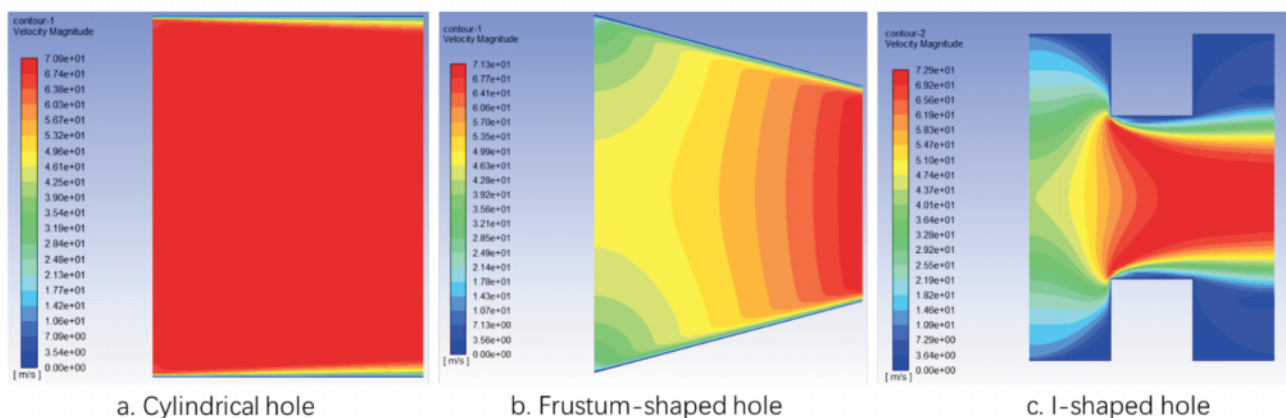 contour-1
Velocity Magnitude
7.09e+01
6.74e+01
6.38e+01
6.03e+01
5.67e+01
5.32e+01
4.96e+01
4.61e+01
4.25e+01
3.90e+01
3.54e+01
3.19e+01
2.84e+01
2.48e+01
2.13e+01
1.77e+01
1.42e+01
1.06e+01
7.09e+00
3.54e+00
0.00e+00
[ m/s ]
a. Cylindrical hole
contour-1
Velocity Magnitude
7.13e+01
6.77e+01
6.41e+01
6.06e+01
5.70e+01
5.35e+01
4.99e+01
4.63e+01
4.28e+01
3.92e+01
3.56e+01
3.21e+01
2.85e+01
2.49e+01
2.14e+01
1.78e+01
1.43e+01
1.07e+01
7.13e+00
3.56e+00
0.00e+00
[ m/s ]
b. Frustum-shaped hole
contour-2
Velocity Magnitude
7.29e+01
6.92e+01
6.56e+01
6.19e+01
5.83e+01
5.47e+01
5.10e+01
4.74e+01
4.37e+01
4.01e+01
3.64e+01
3.28e+01
2.92e+01
2.55e+01
2.19e+01
1.82e+01
1.46e+01
1.09e+01
7.29e+00
3.64e+00
0.00e+00
[ m/s ]
c. I-shaped hole